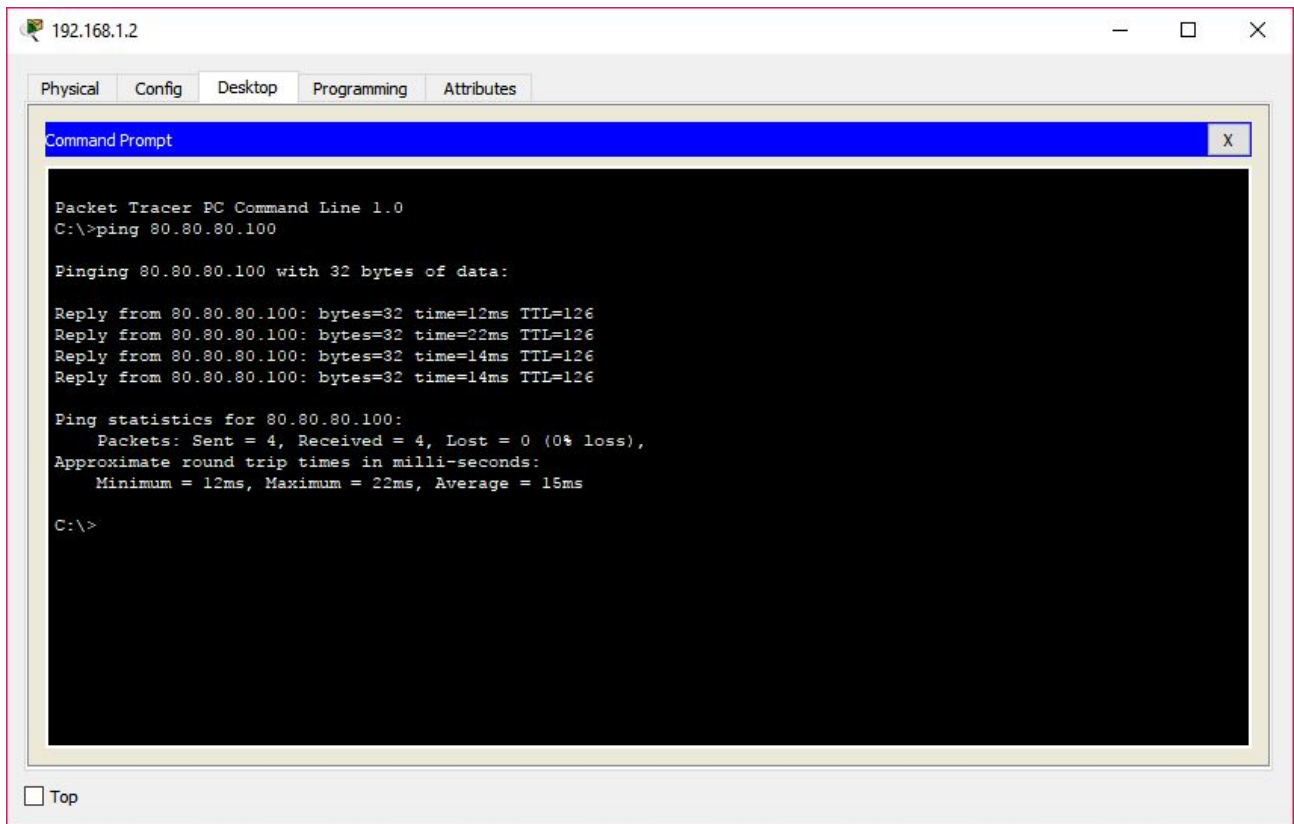 192.168.1.2
Physical Config Desktop Programming Attributes
Command Prompt X
Packet Tracer PC Command Line 1.0
C:\>ping 80.80.80.100
Pinging 80.80.80.100 with 32 bytes of data:
Reply from 80.80.80.100: bytes=32 time=12ms TTL=126
Reply from 80.80.80.100: bytes=32 time=22ms TTL=126
Reply from 80.80.80.100: bytes=32 time=14ms TTL=126
Reply from 80.80.80.100: bytes=32 time=14ms TTL=126
Ping statistics for 80.80.80.100:
Packets: Sent = 4, Received = 4, Lost = 0 (0% loss),
Approximate round trip times in milli-seconds:
Minimum = 12ms, Maximum = 22ms, Average = 15ms
C:\>
Top